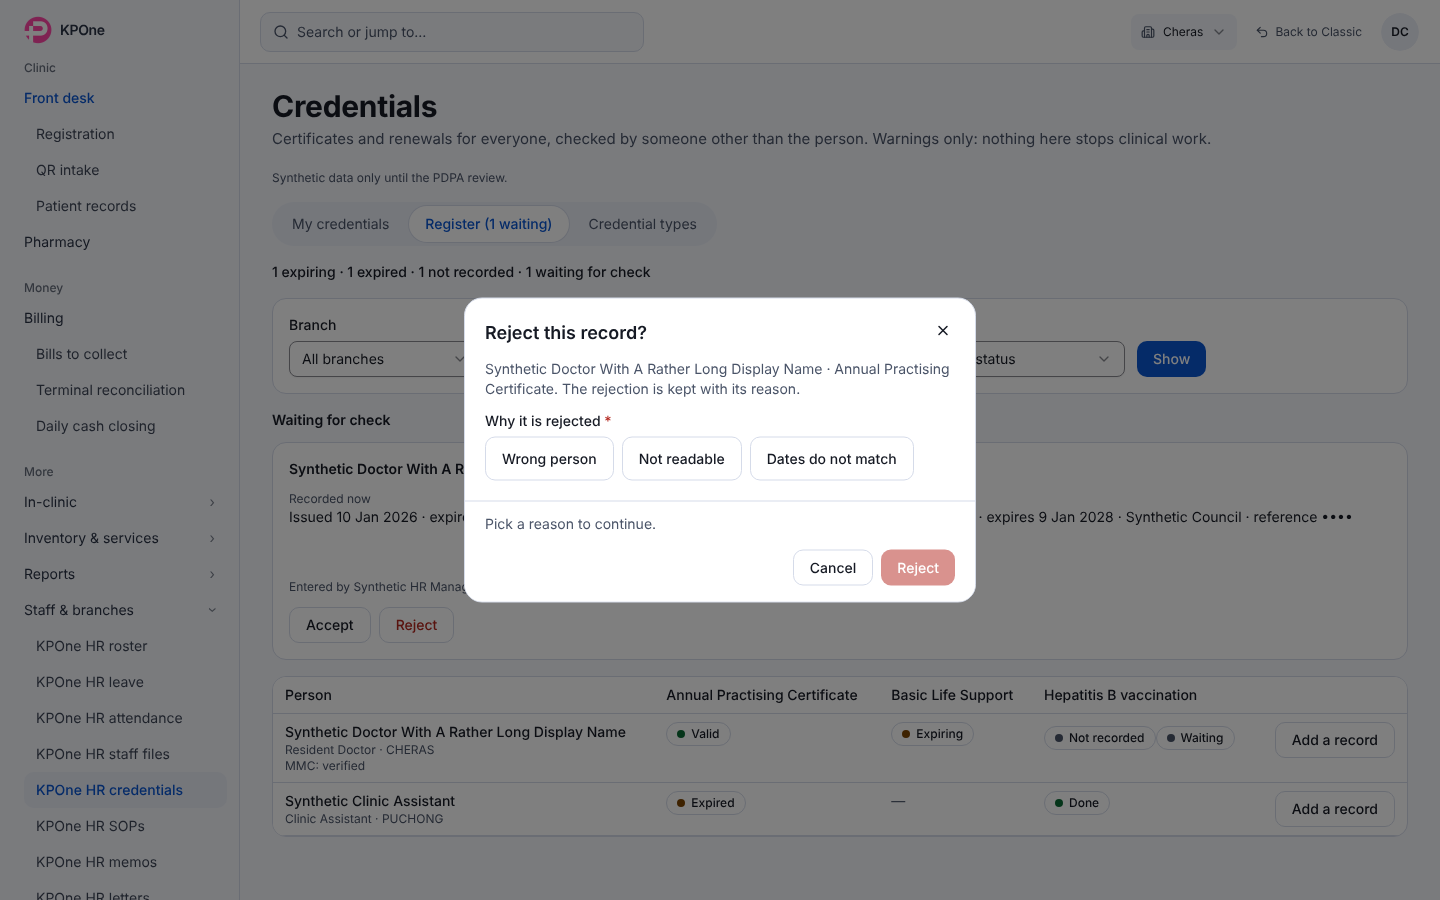 KPOne
Search or jump to...
Cheras
Back to Classic
DC
Clinic
Front desk
Registration
QR intake
Patient records
Pharmacy
Money
Billing
Bills to collect
Terminal reconciliation
Daily cash closing
More
In-clinic
Inventory & services
Reports
Staff & branches
KPOne HR roster
KPOne HR leave
KPOne HR attendance
KPOne HR staff files
KPOne HR credentials
KPOne HR SOPs
KPOne HR memos
KPOne HR letters
Credentials
Certificates and renewals for everyone, checked by someone other than the person. Warnings only: nothing here stops clinical work.
Synthetic data only until the PDPA review.
My credentials
Register (1 waiting)
Credential types
1 expiring · 1 expired · 1 not recorded · 1 waiting for check
Branch
All branches
status
Show
Waiting for check
Synthetic Doctor With A R
Recorded now
Issued 10 Jan 2026 · expire
· expires 9 Jan 2028 · Synthetic Council · reference ••••
Entered by Synthetic HR Manag
Accept
Reject
Reject this record?
Synthetic Doctor With A Rather Long Display Name · Annual Practising
Certificate. The rejection is kept with its reason.
Why it is rejected *
Wrong person
Not readable
Dates do not match
Pick a reason to continue.
Cancel
Reject
Person
Annual Practising Certificate
Basic Life Support
Hepatitis B vaccination
Synthetic Doctor With A Rather Long Display Name
Resident Doctor · CHERAS
MMC: verified
Valid
Expiring
Not recorded
Waiting
Add a record
Synthetic Clinic Assistant
Clinic Assistant · PUCHONG
Expired
—
Done
Add a record